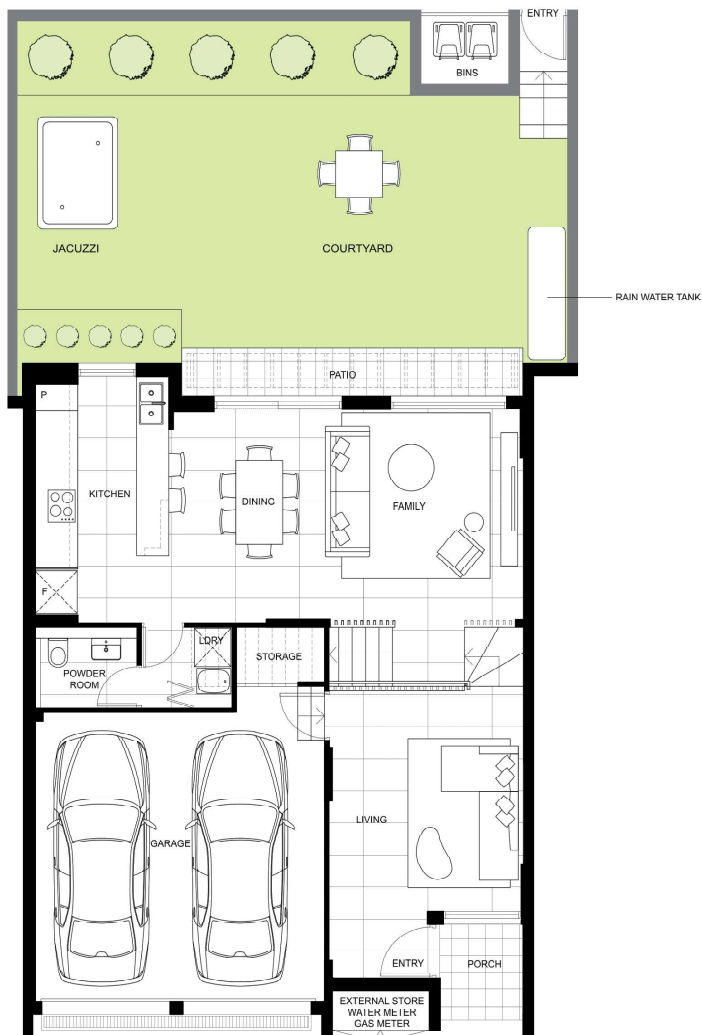 ENTRY
BINS
JACUZZI
COURTYARD
RAIN WATER TANK
PATIO
P
KITCHEN
DINING
FAMILY
F
LDRY
STORAGE
POWDER
ROOM
LIVING
GARAGE
ENTRY
PORCH
EXTERNAL STORE
WATER METER
GAS METER